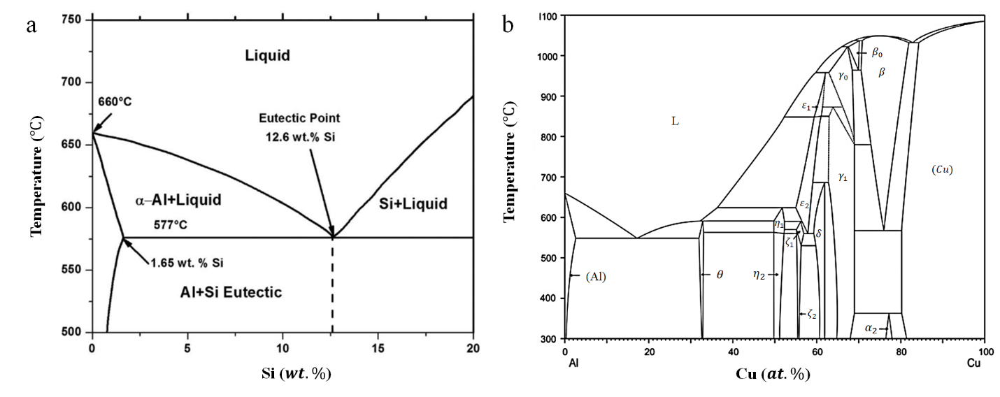 a
750
700
650
600
550
500
Temperature (℃)
Liquid
660°C
Eutectic Point
12.6 wt.% Si
α–Al+Liquid
Si+Liquid
577°C
1.65 wt. % Si
Al+Si Eutectic
0
5
10
15
20
Si (wt. %)
b
1100
1000
900
800
700
600
500
400
300
Temperature (℃)
L
β₀
β
γ₀
ε₁
(Cu)
γ₁
ε₂
η₁
δ
ζ₁
(Al)
θ
η₂
ζ₂
α₂
0
20
40
60
80
100
Al
Cu (at. %)
Cu